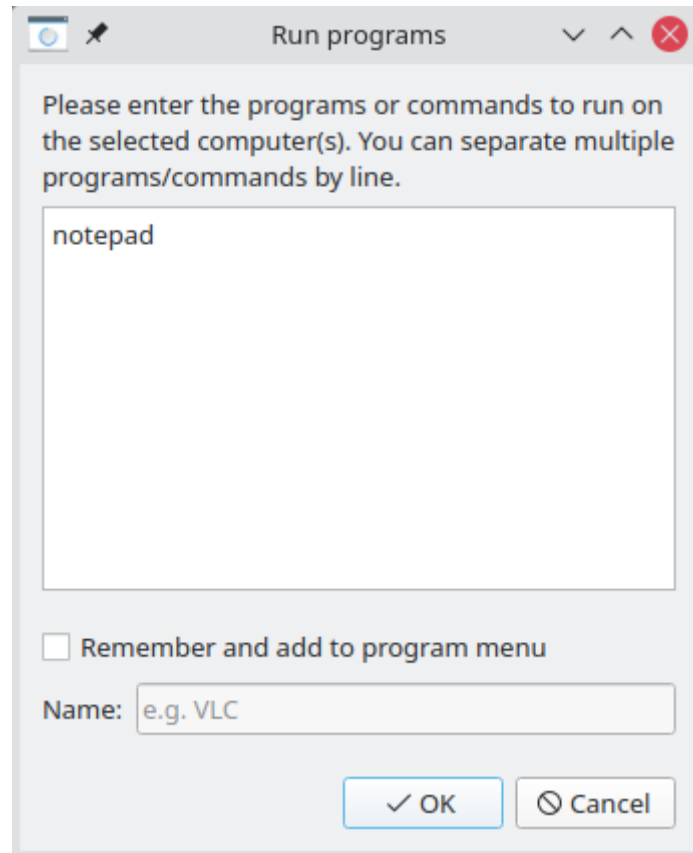 Run programs
Please enter the programs or commands to run on
the selected computer(s). You can separate multiple
programs/commands by line.
notepad
Remember and add to program menu
Name: e.g. VLC
OK Cancel